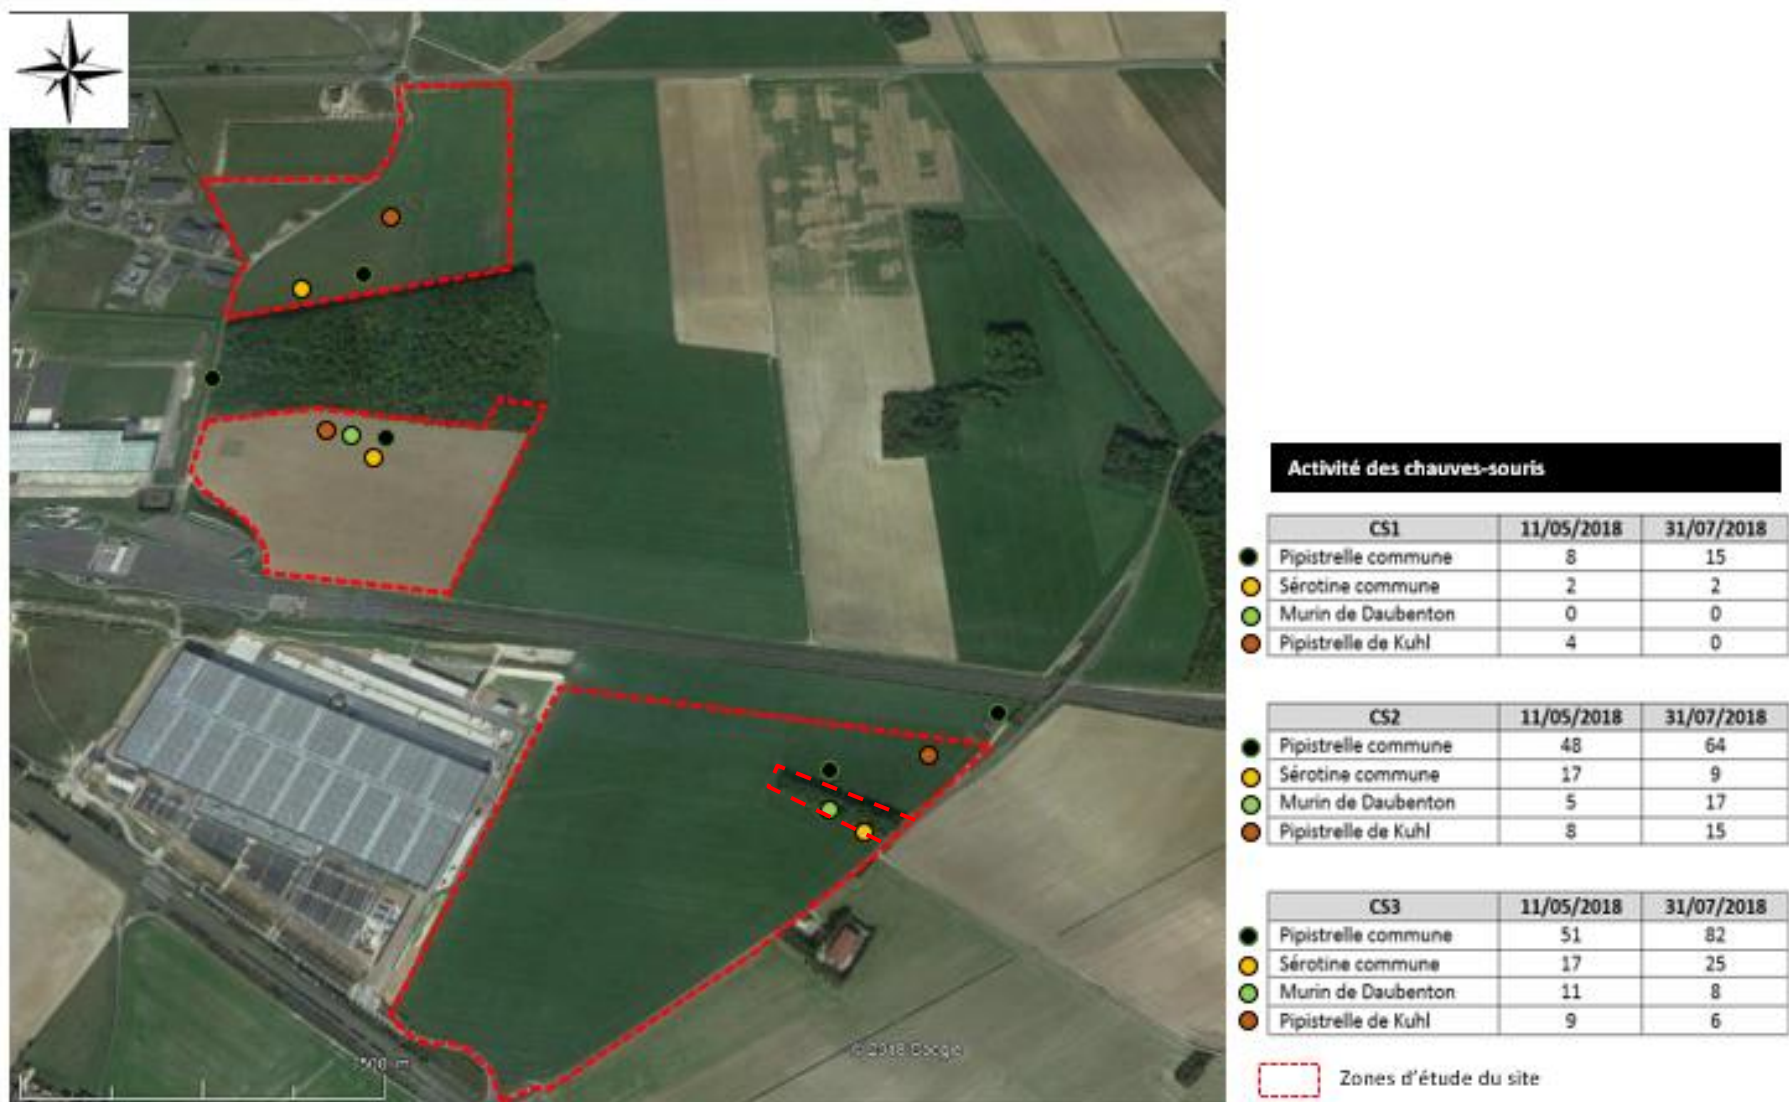 Activité des chauves-souris
CS1 11/05/2018 31/07/2018
Pipistrelle commune 8 15
Sérotine commune 2 2
Murin de Daubenton 0 0
Pipistrelle de Kuhl 4 0
CS2 11/05/2018 31/07/2018
Pipistrelle commune 48 64
Sérotine commune 17 9
Murin de Daubenton 5 17
Pipistrelle de Kuhl 8 15
CS3 11/05/2018 31/07/2018
Pipistrelle commune 51 82
Sérotine commune 17 25
Murin de Daubenton 11 8
Pipistrelle de Kuhl 9 6
Zones d'étude du site
© 2018 Google
500 m